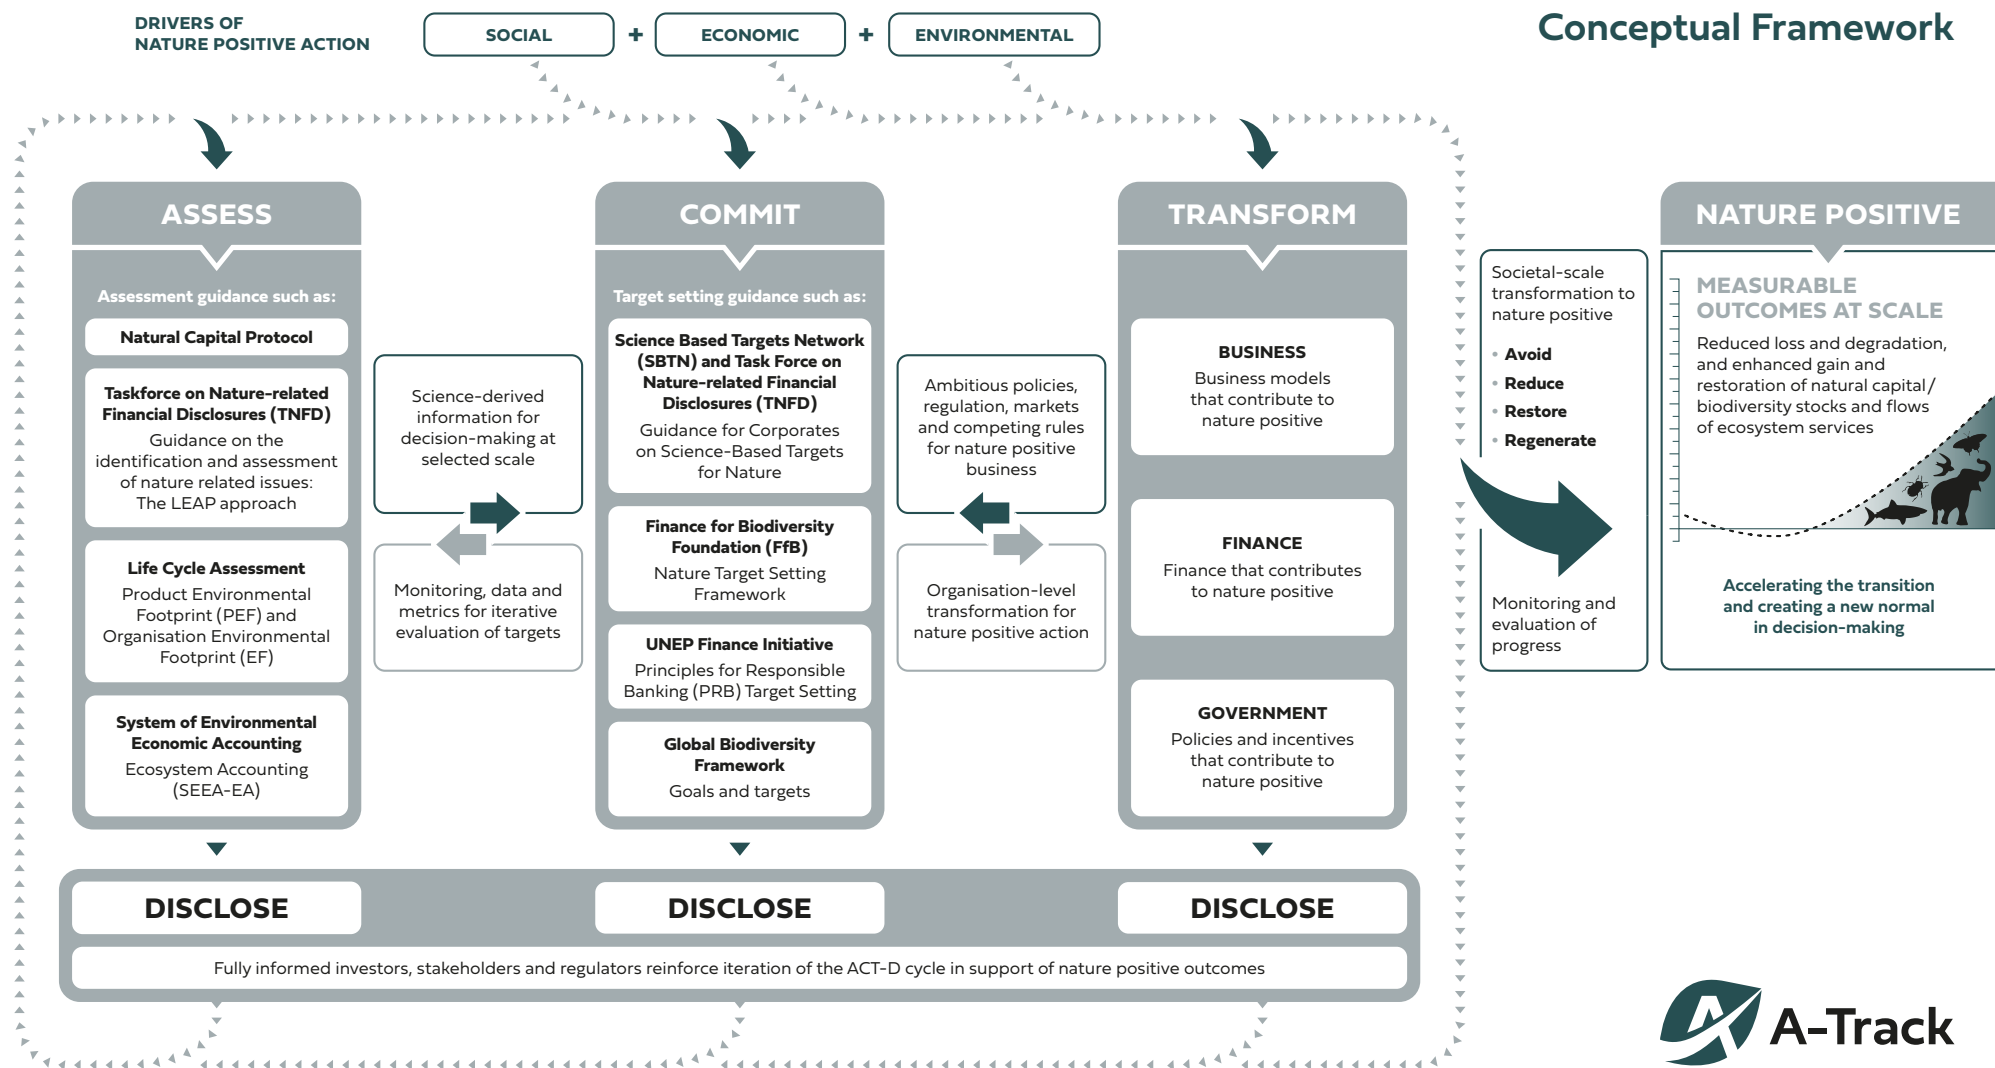 DRIVERS OF
NATURE POSITIVE ACTION
SOCIAL
+
ECONOMIC
+
ENVIRONMENTAL
Conceptual Framework
ASSESS
Assessment guidance such as:
Natural Capital Protocol
Taskforce on Nature-related
Financial Disclosures (TNFD)
Guidance on the
identification and assessment
of nature related issues:
The LEAP approach
Life Cycle Assessment
Product Environmental
Footprint (PEF) and
Organisation Environmental
Footprint (EF)
System of Environmental
Economic Accounting
Ecosystem Accounting
(SEEA-EA)
Science-derived
information for
decision-making at
selected scale
Monitoring, data and
metrics for iterative
evaluation of targets
COMMIT
Target setting guidance such as:
Science Based Targets Network
(SBTN) and Task Force on
Nature-related Financial
Disclosures (TNFD)
Guidance for Corporates
on Science-Based Targets
for Nature
Finance for Biodiversity
Foundation (FfB)
Nature Target Setting
Framework
UNEP Finance Initiative
Principles for Responsible
Banking (PRB) Target Setting
Global Biodiversity
Framework
Goals and targets
Ambitious policies,
regulation, markets
and competing rules
for nature positive
business
Organisation-level
transformation for
nature positive action
TRANSFORM
BUSINESS
Business models
that contribute to
nature positive
FINANCE
Finance that contributes
to nature positive
GOVERNMENT
Policies and incentives
that contribute to
nature positive
Societal-scale
transformation to
nature positive
• Avoid
• Reduce
• Restore
• Regenerate
Monitoring and
evaluation of
progress
NATURE POSITIVE
MEASURABLE
OUTCOMES AT SCALE
Reduced loss and degradation,
and enhanced gain and
restoration of natural capital/
biodiversity stocks and flows
of ecosystem services
Accelerating the transition
and creating a new normal
in decision-making
DISCLOSE
DISCLOSE
DISCLOSE
Fully informed investors, stakeholders and regulators reinforce iteration of the ACT-D cycle in support of nature positive outcomes
A-Track